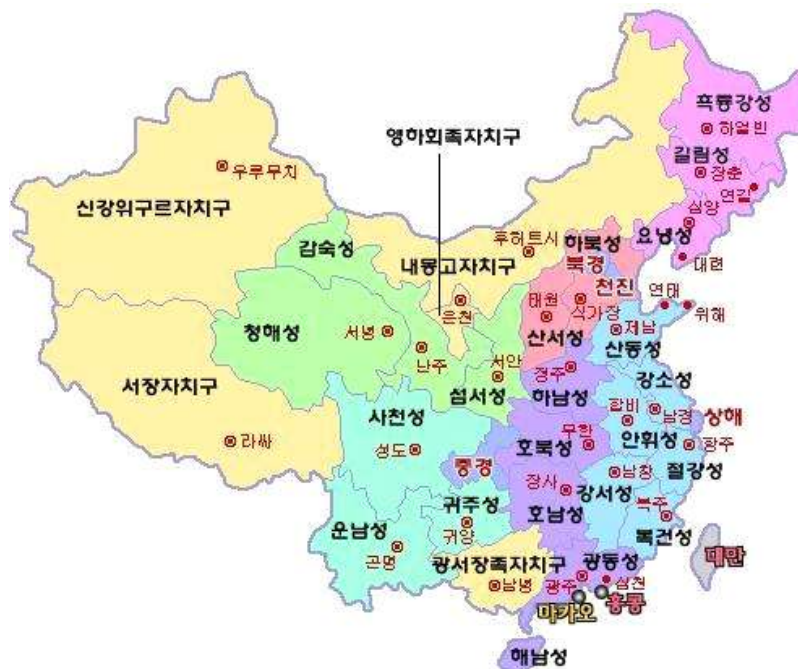 흑룡강성
하얼빈
영하회족자치구
길림성
장춘
연길
우루무치
신강위구르자치구
심양
요녕성
감숙성
후허트시
하북성
내몽고자치구
북경
대련
천진
연태
은천
태원
석가장
위해
청해성
서녕
제남
산서성
산동성
난주
서안
서장자치구
정주
강소성
섬서성
하남성
사천성
합비
남경
상해
라싸
성도
호북성
무한
안휘성
항주
중경
절강성
남창
장사
강서성
귀주성
복주
운남성
귀양
호남성
복건성
곤명
광서장족자치구
광동성
대만
남녕
광주
심천
마카오
홍콩
해남성